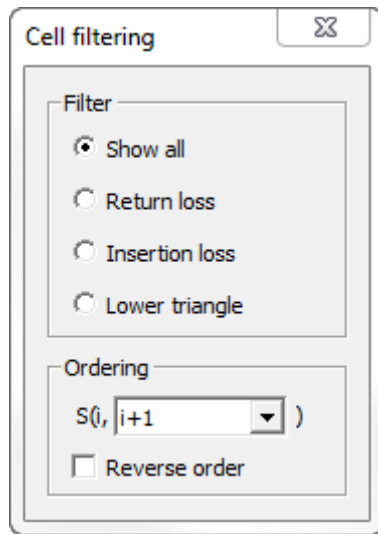 Cell filtering
Filter
Show all
Return loss
Insertion loss
Lower triangle
Ordering
S(i, i+1 )
Reverse order